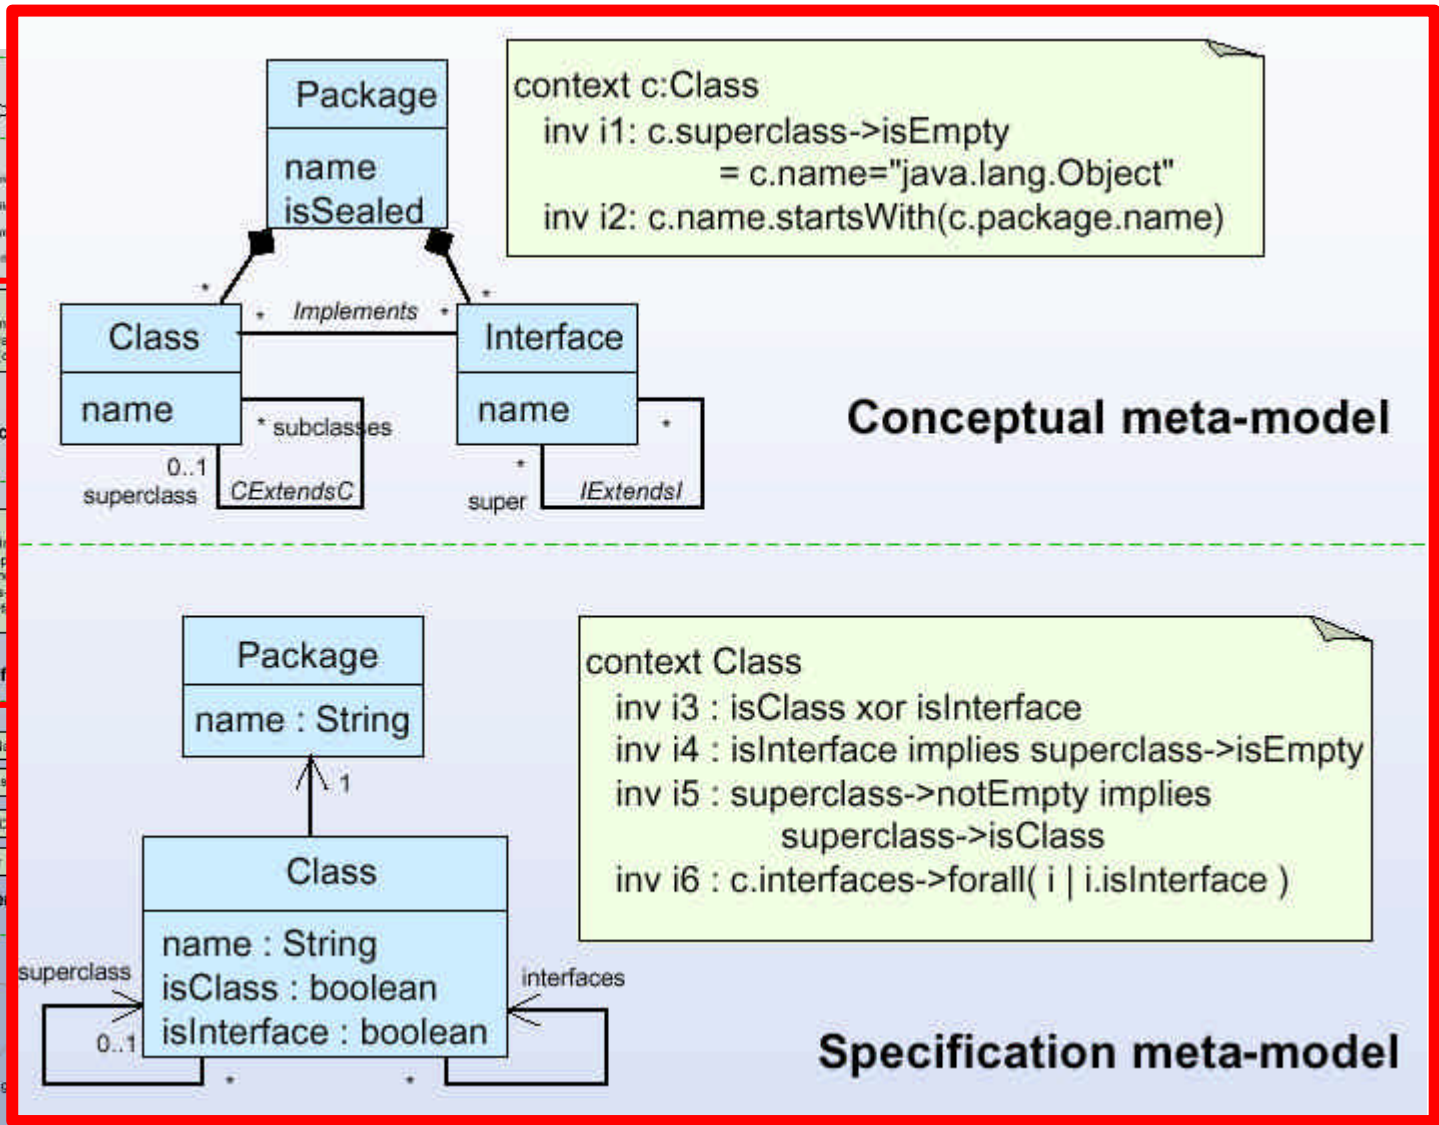 Package
name
isSealed
context c:Class
inv i1: c.superclass->isEmpty
= c.name="java.lang.Object"
inv i2: c.name.startsWith(c.package.name)
* *
* Implements *
Class
name
Interface
name
* subclasses
0..1
superclass
CExtendsC
*
*
super
IExtendsI
Conceptual meta-model
Package
name : String
1
Class
name : String
isClass : boolean
isInterface : boolean
superclass
0..1
*
interfaces
*
context Class
inv i3 : isClass xor isInterface
inv i4 : isInterface implies superclass->isEmpty
inv i5 : superclass->notEmpty implies
superclass->isClass
inv i6 : c.interfaces->forall( i | i.isInterface )
Specification meta-model